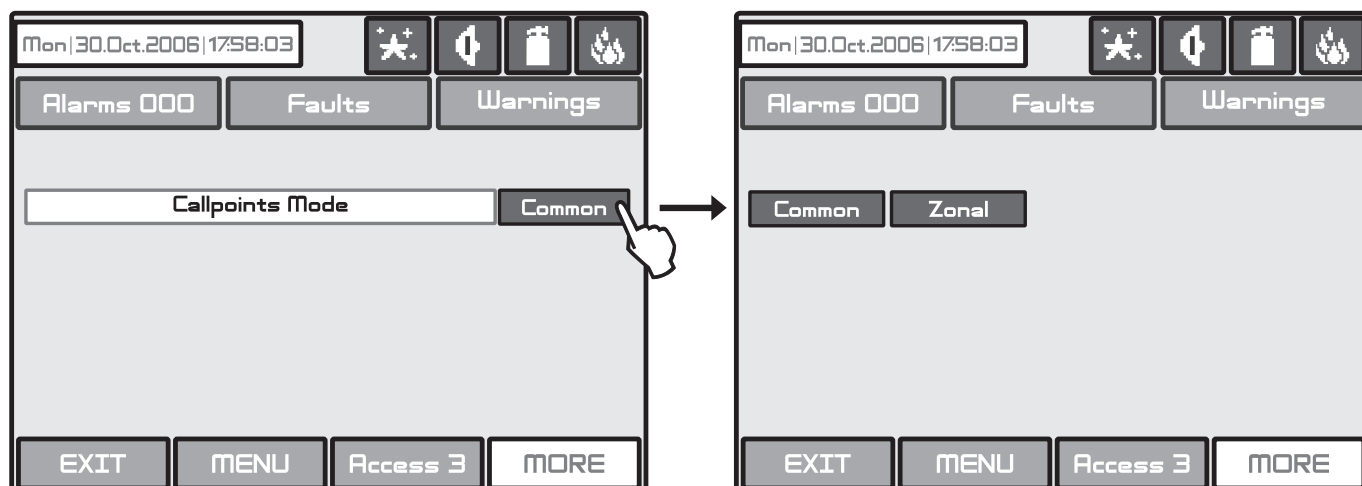 Mon|30.Oct.2006|17:58:03
Alarms 000 Faults Warnings
Callpoints Mode Common
EXIT MENU Access 3 MORE
Mon|30.Oct.2006|17:58:03
Alarms 000 Faults Warnings
Common Zonal
EXIT MENU Access 3 MORE